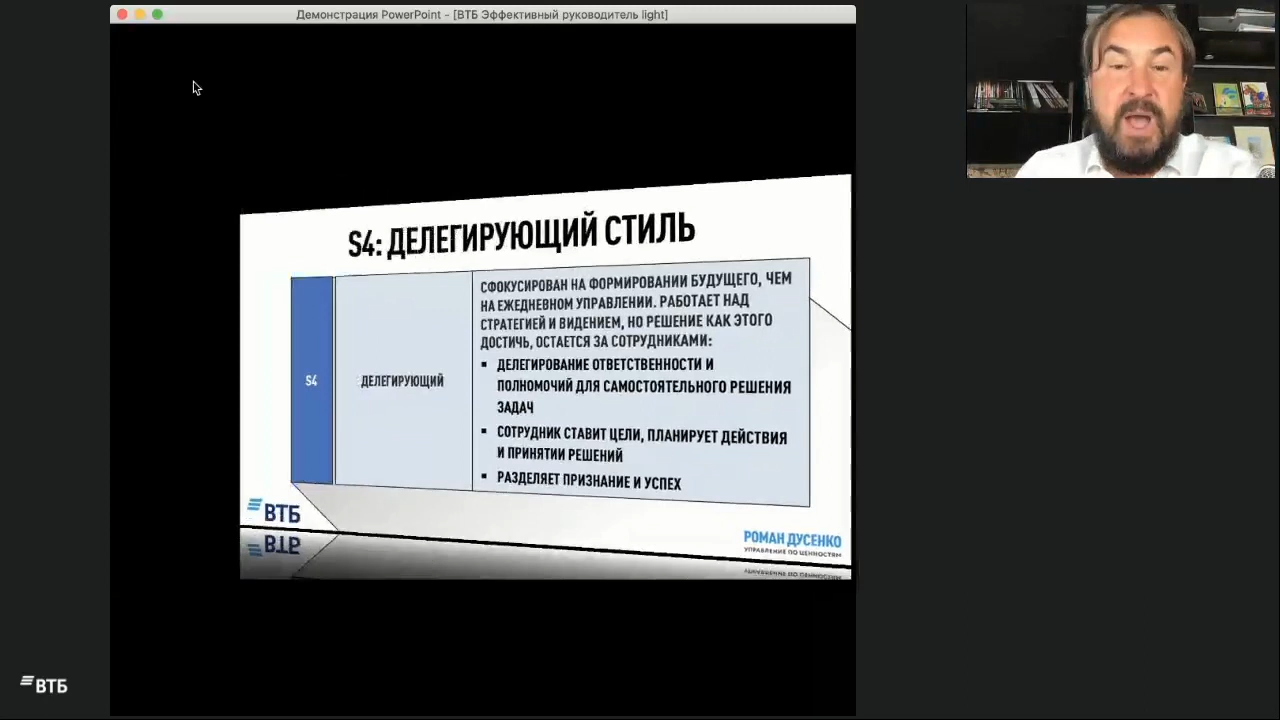 Демонстрация PowerPoint - [ВТБ Эффективный руководитель light]
S4: ДЕЛЕГИРУЮЩИЙ СТИЛЬ
S4
ДЕЛЕГИРУЮЩИЙ
СФОКУСИРОВАН НА ФОРМИРОВАНИИ БУДУЩЕГО, ЧЕМ
НА ЕЖЕДНЕВНОМ УПРАВЛЕНИИ. РАБОТАЕТ НАД
СТРАТЕГИЕЙ И ВИДЕНИЕМ, НО РЕШЕНИЕ КАК ЭТОГО
ДОСТИЧЬ, ОСТАЕТСЯ ЗА СОТРУДНИКАМИ:
▪ ДЕЛЕГИРОВАНИЕ ОТВЕТСТВЕННОСТИ И
ПОЛНОМОЧИЙ ДЛЯ САМОСТОЯТЕЛЬНОГО РЕШЕНИЯ
ЗАДАЧ
▪ СОТРУДНИК СТАВИТ ЦЕЛИ, ПЛАНИРУЕТ ДЕЙСТВИЯ
И ПРИНЯТИИ РЕШЕНИЙ
▪ РАЗДЕЛЯЕТ ПРИЗНАНИЕ И УСПЕХ
ВТБ
РОМАН ДУСЕНКО
УПРАВЛЕНИЕ ПО ЦЕННОСТЯМ
ВТБ